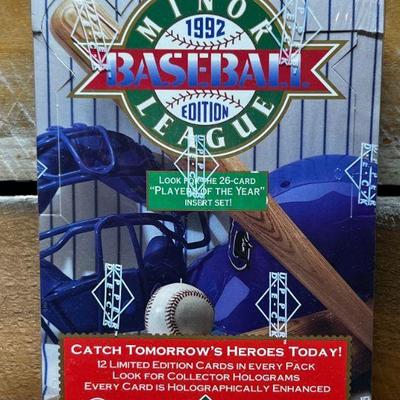 MINOR
1992
BASEBALL
EDITION
LEAGUE
LOOK FOR THE 26-CARD
"PLAYER OF THE YEAR"
INSERT SET!
CATCH TOMORROW'S HEROES TODAY!
12 LIMITED EDITION CARDS IN EVERY PACK
LOOK FOR COLLECTOR HOLOGRAMS
EVERY CARD IS HOLOGRAPHICALLY ENHANCED